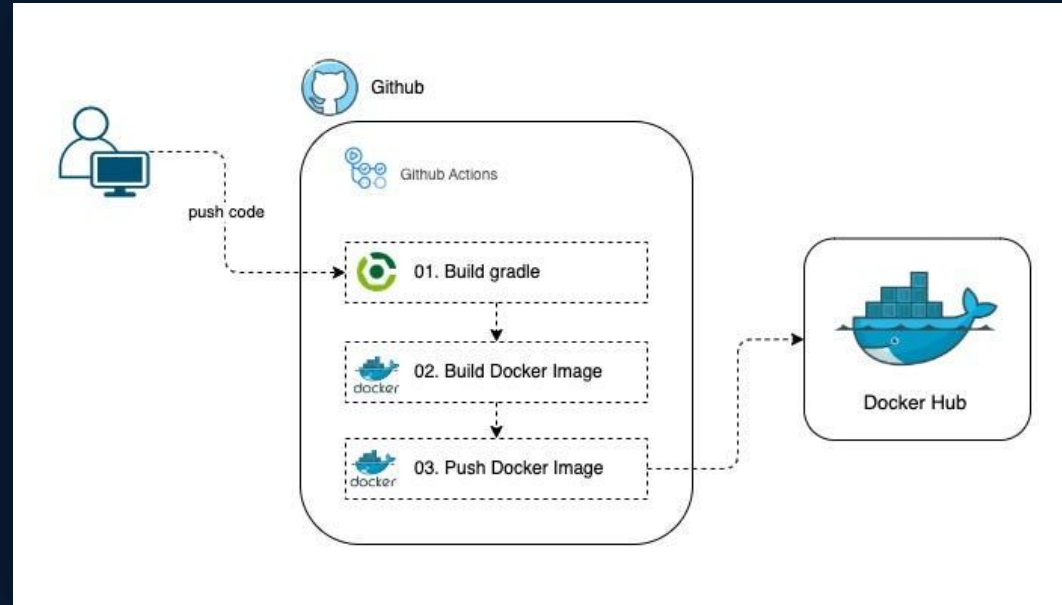 Github
Github Actions
push code
01. Build gradle
docker
02. Build Docker Image
docker
03. Push Docker Image
Docker Hub